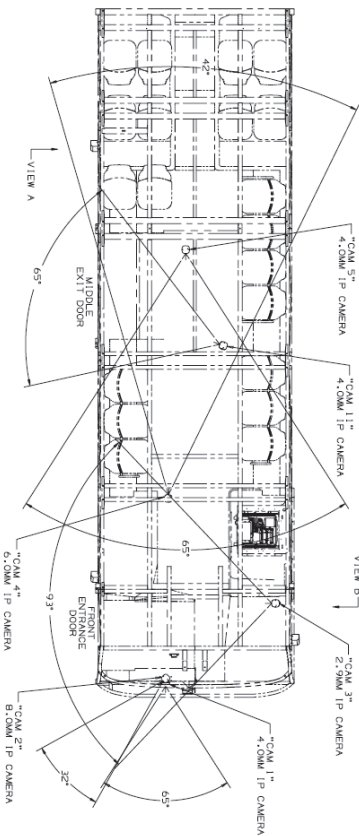 42°
VIEW A
65°
MIDDLE
EXIT DOOR
"CAM 5"
4.0MM IP CAMERA
"CAM 11"
4.0MM IP CAMERA
VIEW B
65°
"CAM 4"
6.0MM IP CAMERA
93°
FRONT
ENTRANCE
DOOR
"CAM 3"
2.9MM IP CAMERA
"CAM 1"
4.0MM IP CAMERA
"CAM 2"
8.0MM IP CAMERA
65°
32°